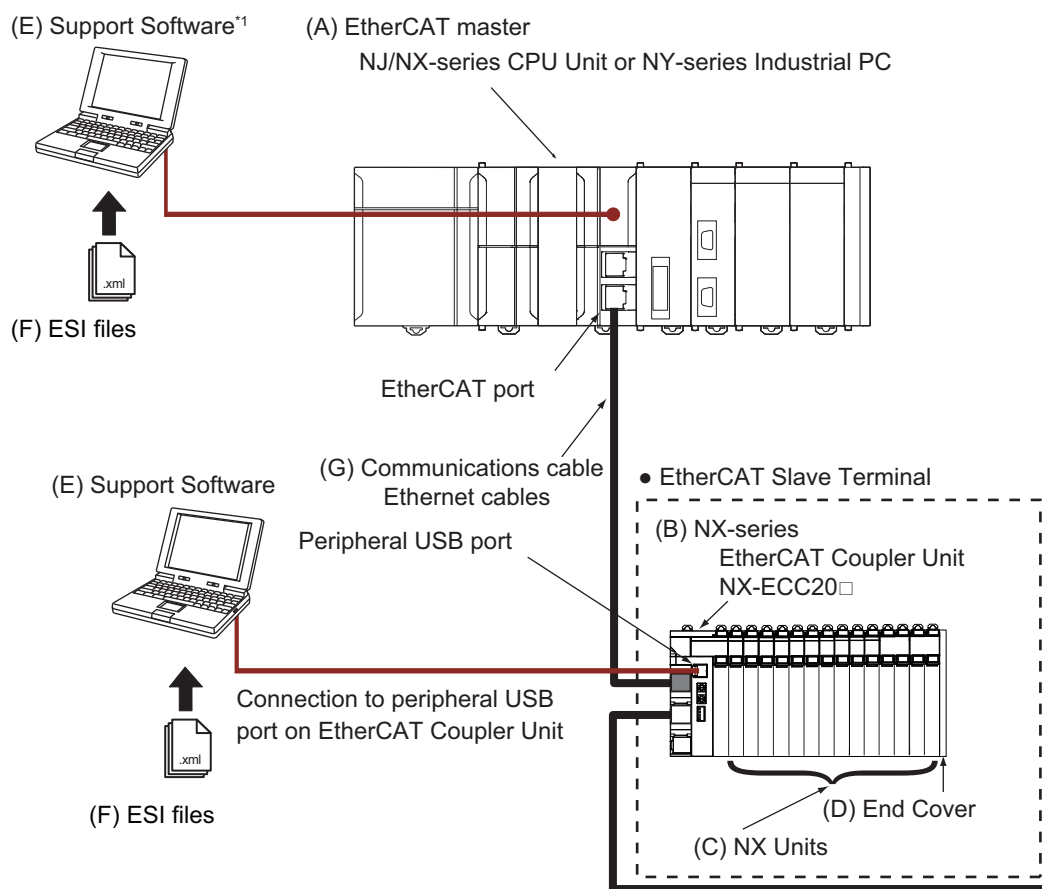 (E) Support Software*1
(A) EtherCAT master
NJ/NX-series CPU Unit or NY-series Industrial PC
.xml
(F) ESI files
EtherCAT port
(G) Communications cable
Ethernet cables
● EtherCAT Slave Terminal
(E) Support Software
(B) NX-series
EtherCAT Coupler Unit
NX-ECC20□
Peripheral USB port
Connection to peripheral USB
port on EtherCAT Coupler Unit
.xml
(F) ESI files
(D) End Cover
(C) NX Units